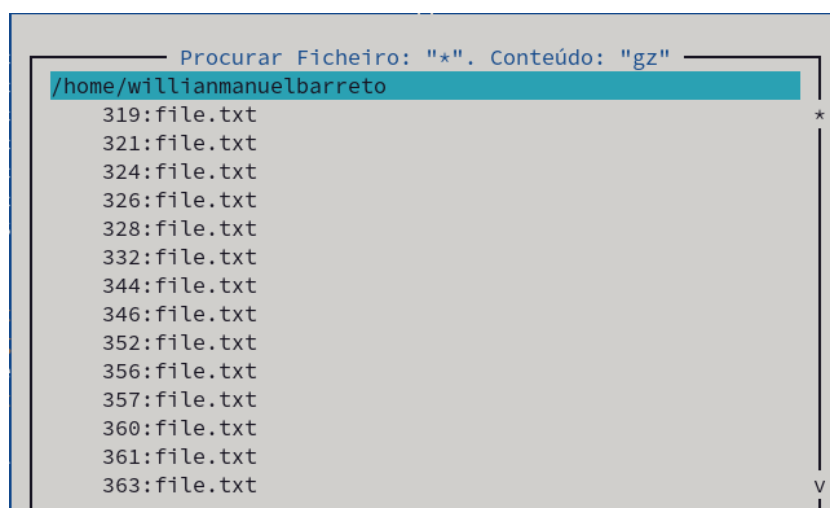 Procurar Ficheiro: "*". Conteúdo: "gz"
/home/willianmanuelbarreto
319:file.txt
321:file.txt
324:file.txt
326:file.txt
328:file.txt
332:file.txt
344:file.txt
346:file.txt
352:file.txt
356:file.txt
357:file.txt
360:file.txt
361:file.txt
363:file.txt